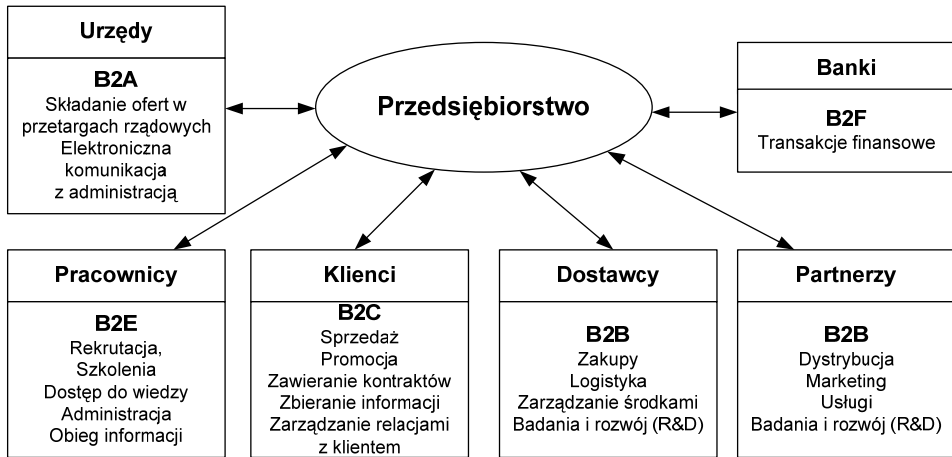 Urzędy
B2A
Składanie ofert w
przetargach rządowych
Elektroniczna
komunikacja
z administracją
Przedsiębiorstwo
Banki
B2F
Transakcje finansowe
Pracownicy
B2E
Rekrutacja,
Szkolenia
Dostęp do wiedzy
Administracja
Obieg informacji
Klienci
B2C
Sprzedaż
Promocja
Zawieranie kontraktów
Zbieranie informacji
Zarządzanie relacjami
z klientem
Dostawcy
B2B
Zakupy
Logistyka
Zarządzanie środkami
Badania i rozwój (R&D)
Partnerzy
B2B
Dystrybucja
Marketing
Usługi
Badania i rozwój (R&D)